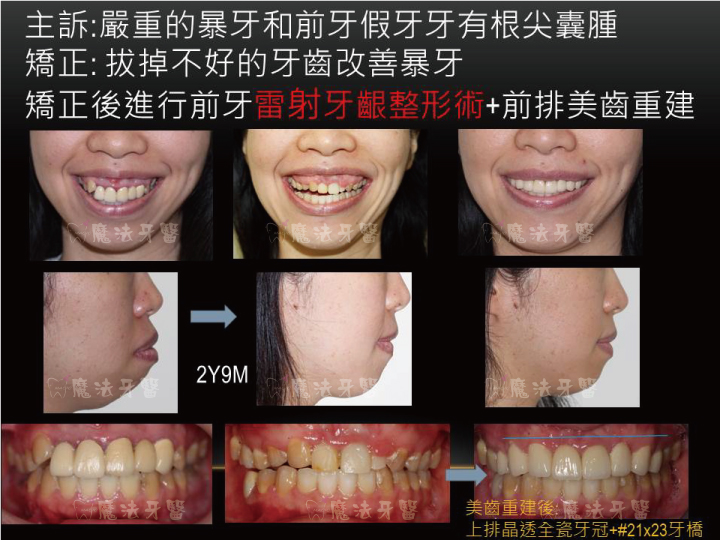 主訴:嚴重的暴牙和前牙假牙牙有根尖囊腫
矯正: 拔掉不好的牙齒改善暴牙
矯正後進行前牙雷射牙齦整形術+前排美齒重建
魔法牙醫
魔法牙醫
魔法牙醫
2Y9M
魔法牙醫
魔法牙醫
魔法牙醫
魔法牙醫
魔法牙醫
魔法牙醫
美齒重建後:
上排晶透全瓷牙冠+#21x23牙橋